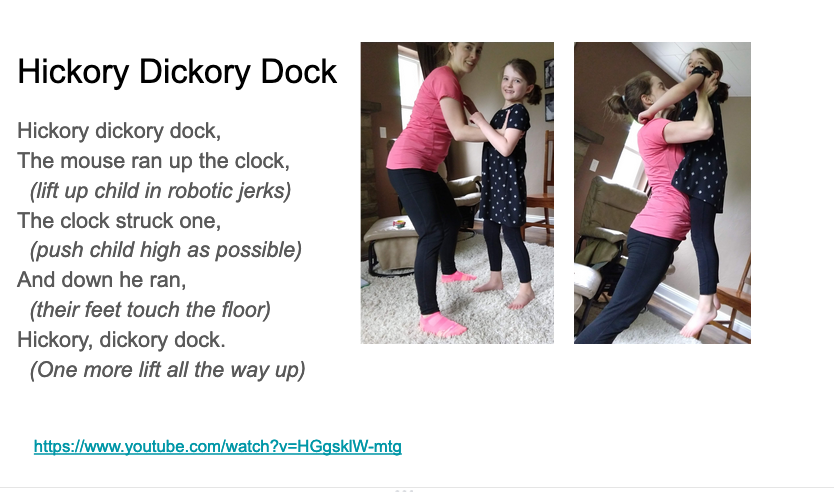 Hickory Dickory Dock
Hickory dickory dock,
The mouse ran up the clock,
(lift up child in robotic jerks)
The clock struck one,
(push child high as possible)
And down he ran,
(their feet touch the floor)
Hickory, dickory dock.
(One more lift all the way up)
https://www.youtube.com/watch?v=HGgsklW-mtg